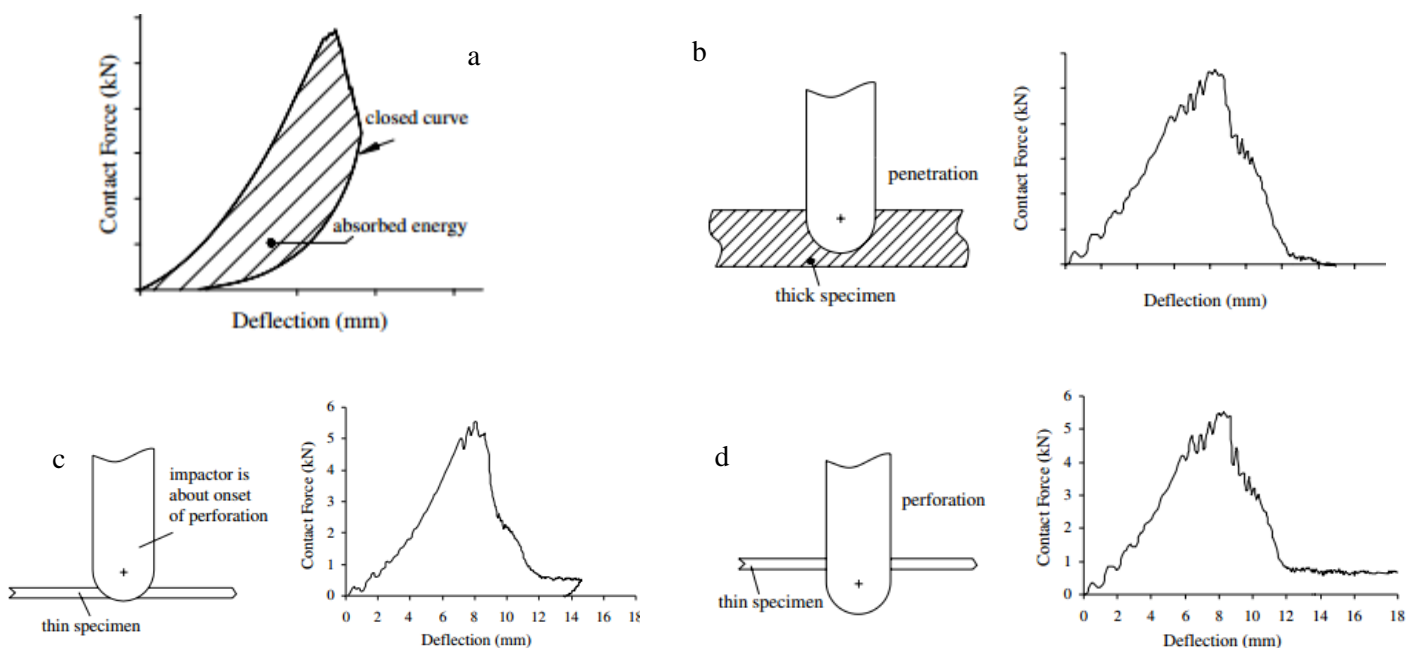 a
Contact Force (kN)
closed curve
absorbed energy
Deflection (mm)
b
penetration
thick specimen
Contact Force (kN)
Deflection (mm)
c
impactor is
about onset
of perforation
thin specimen
Contact Force (kN)
6
5
4
3
2
1
0
0 2 4 6 8 10 12 14 16 18
Deflection (mm)
d
perforation
thin specimen
Contact Force (kN)
6
5
4
3
2
1
0
0 2 4 6 8 10 12 14 16 18
Deflection (mm)